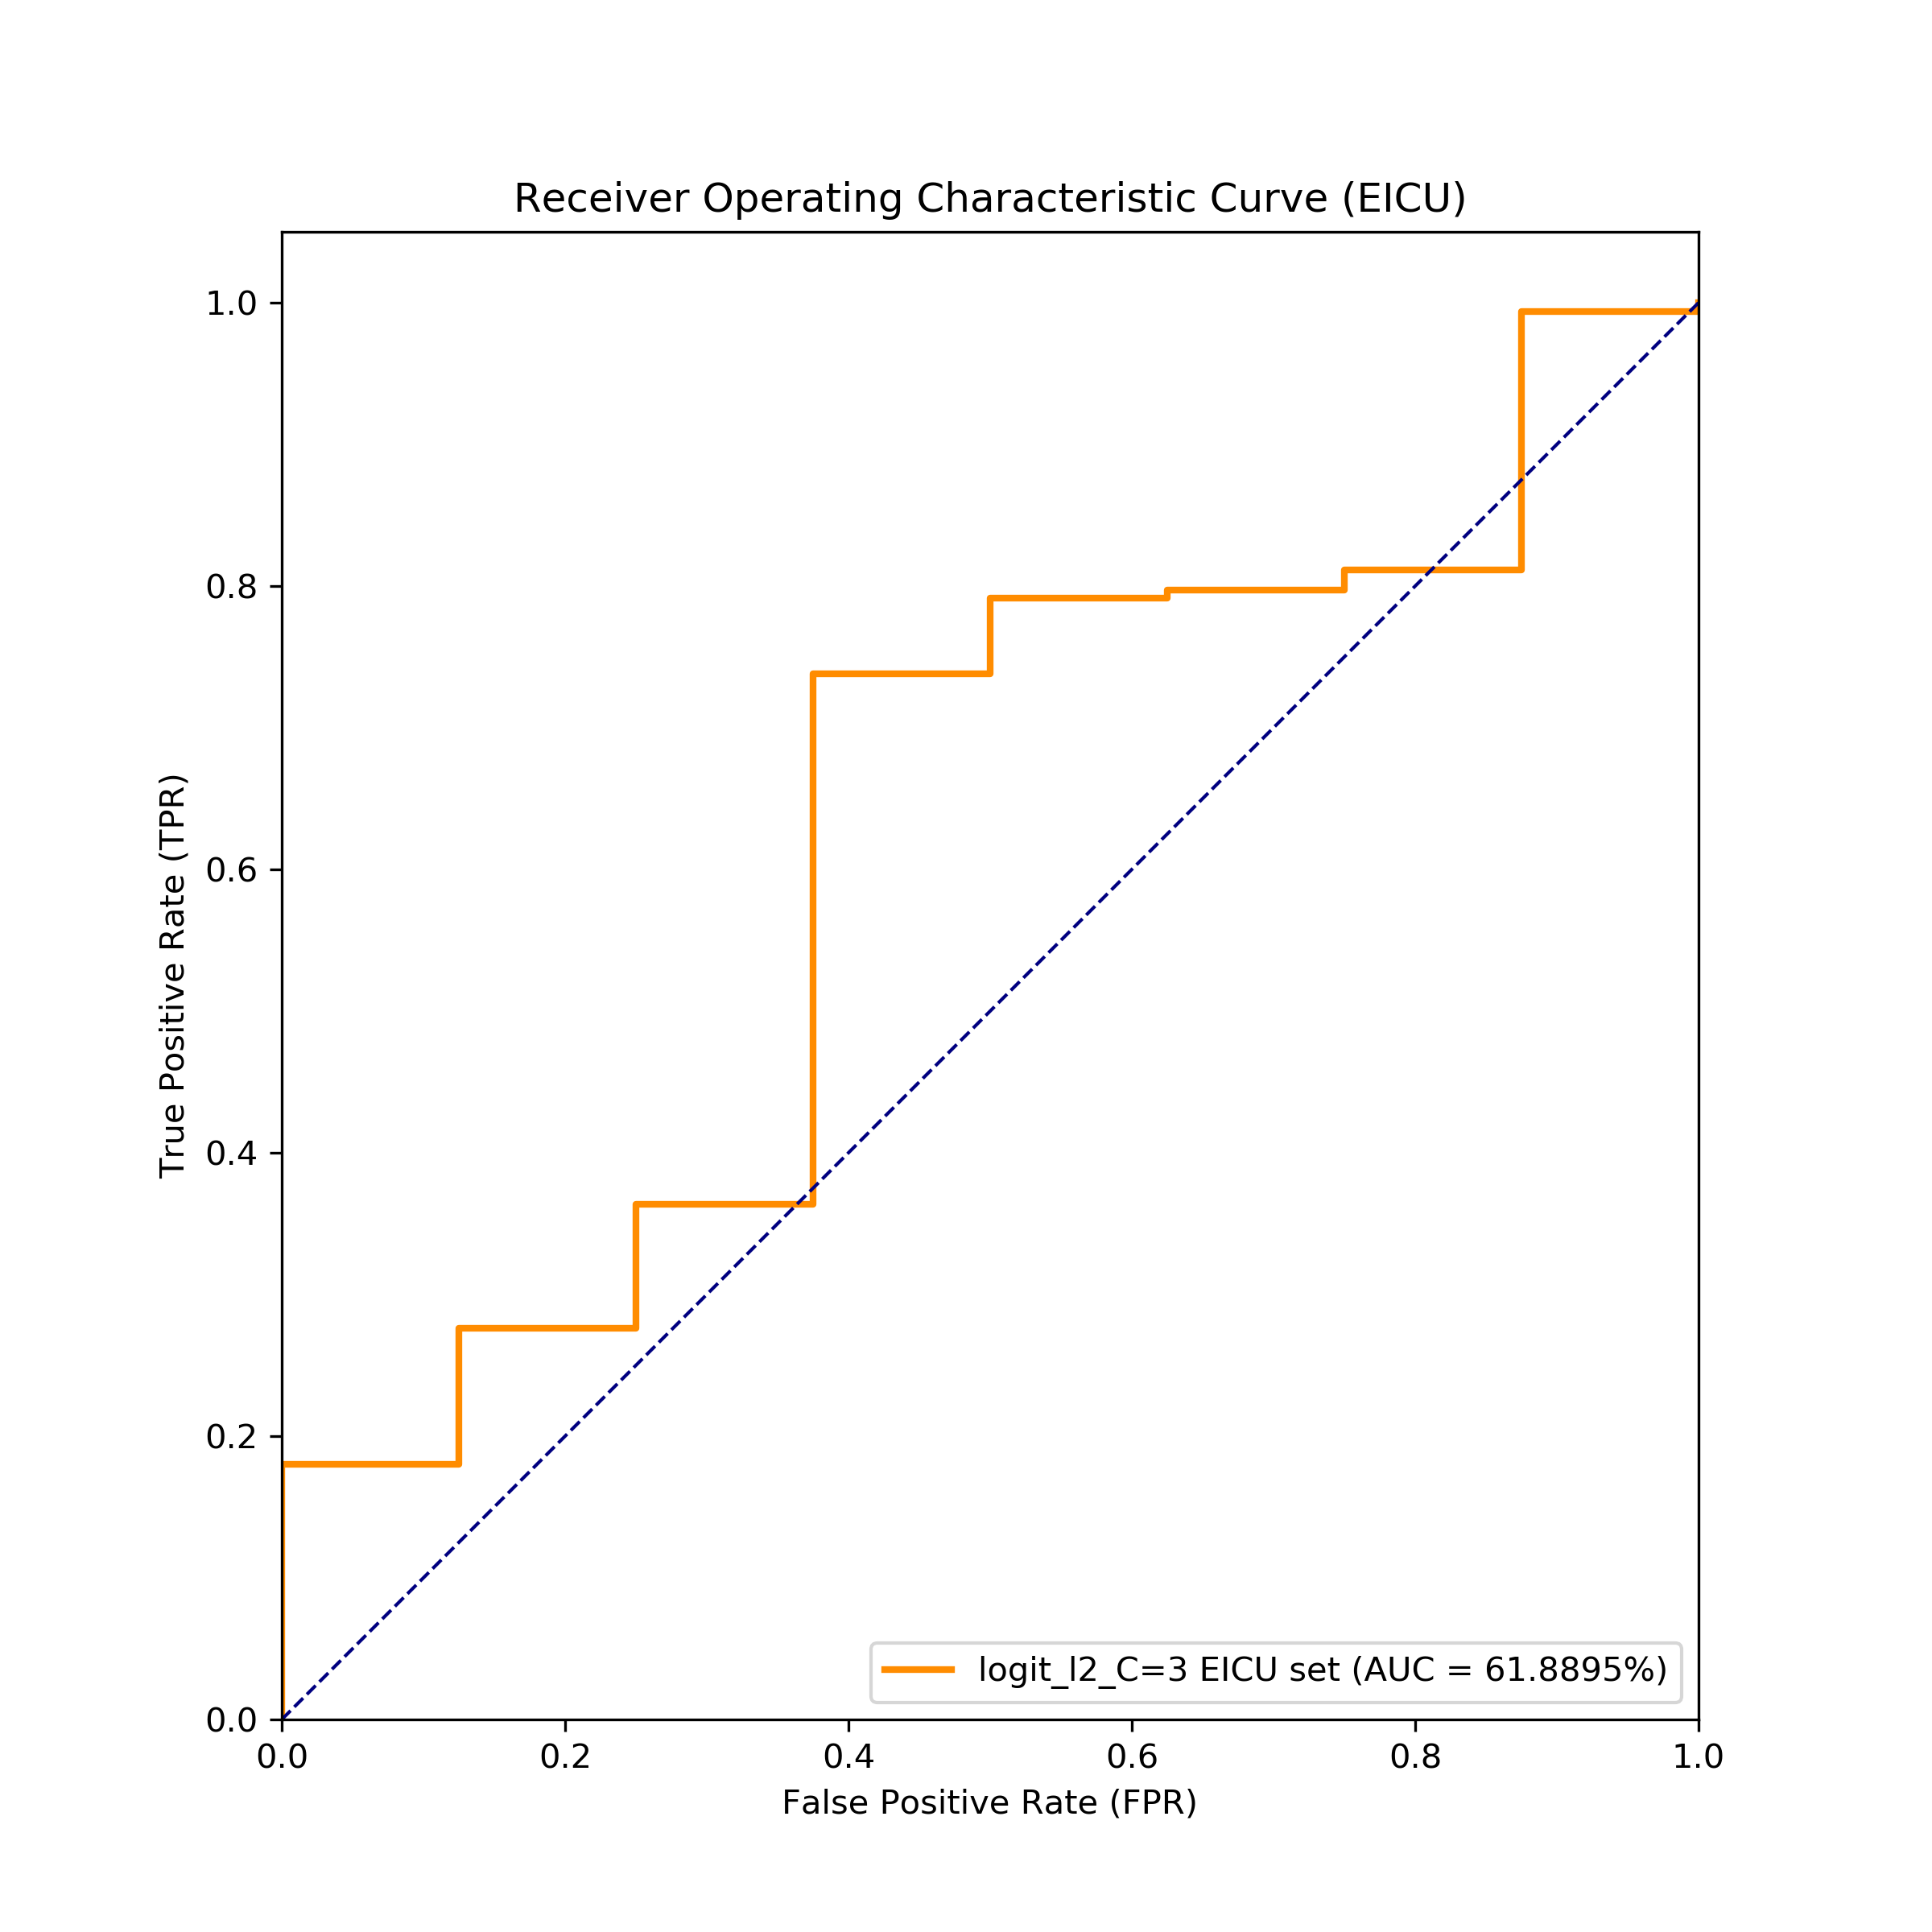 Receiver Operating Characteristic Curve (EICU)
1.0
0.8
0.6
0.4
0.2
0.0
True Positive Rate (TPR)
logit_l2_C=3 EICU set (AUC = 61.8895%)
0.0 0.2 0.4 0.6 0.8 1.0
False Positive Rate (FPR)